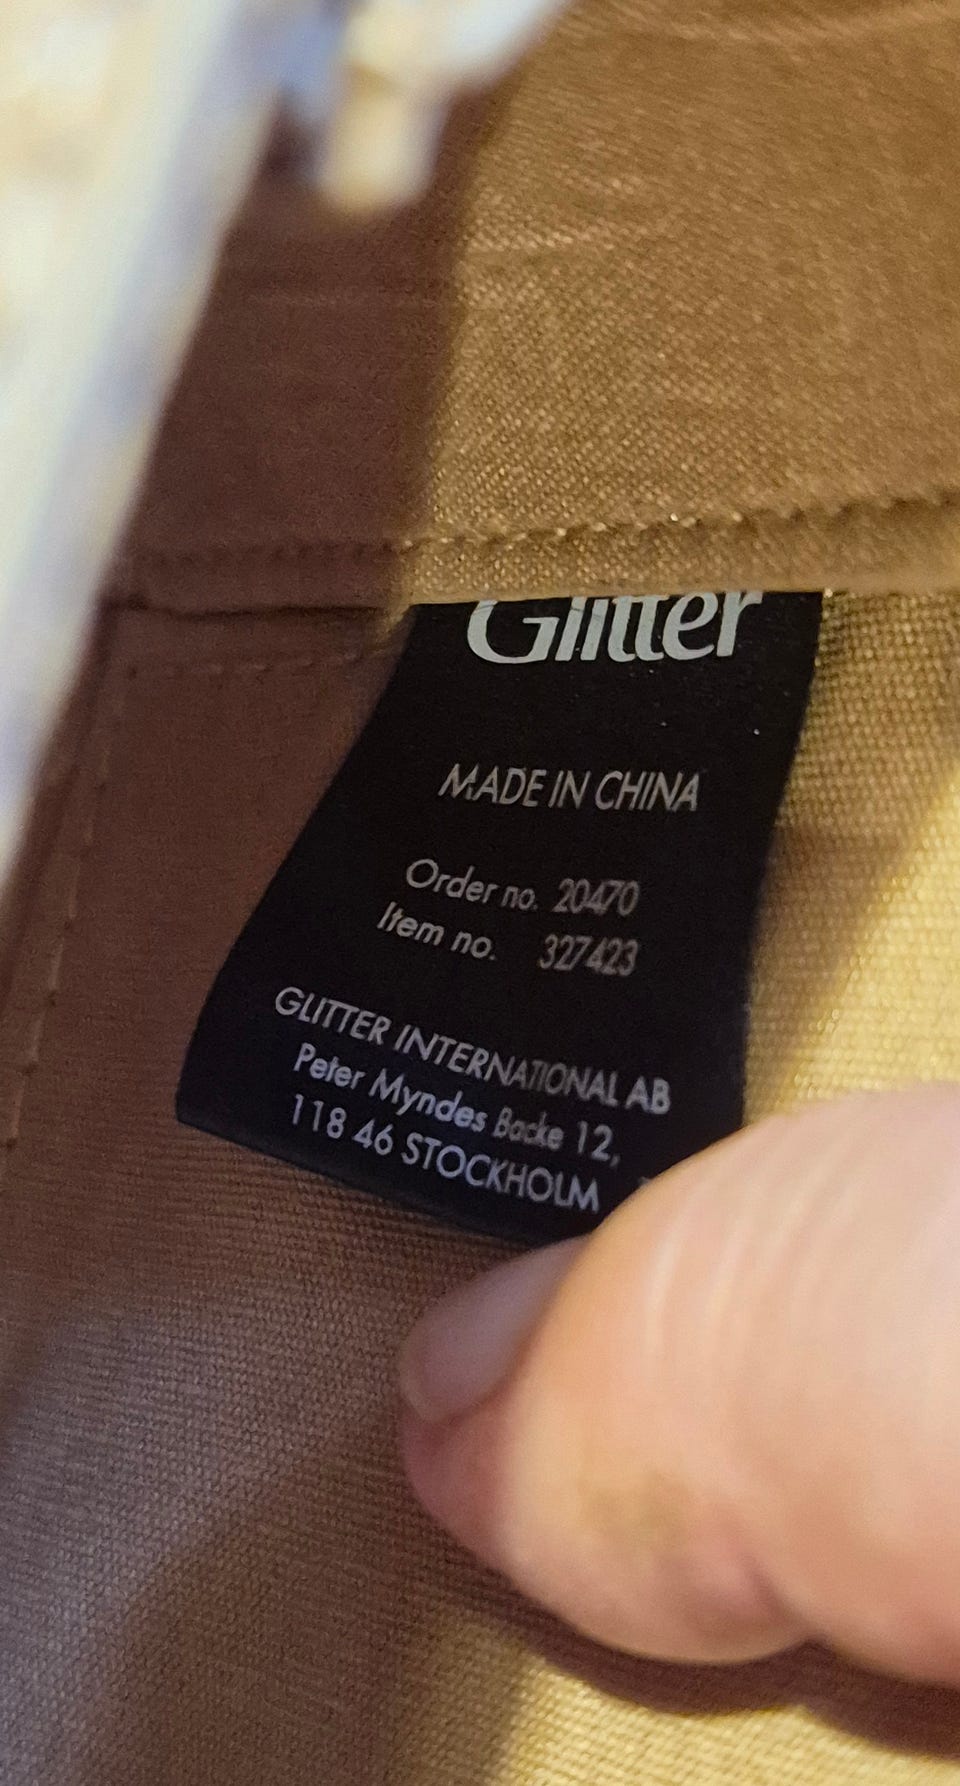 Glitter
MADE IN CHINA
Order no. 20470
Item no. 327423
GLITTER INTERNATIONAL AB
Peter Myndes Backe 12,
118 46 STOCKHOLM